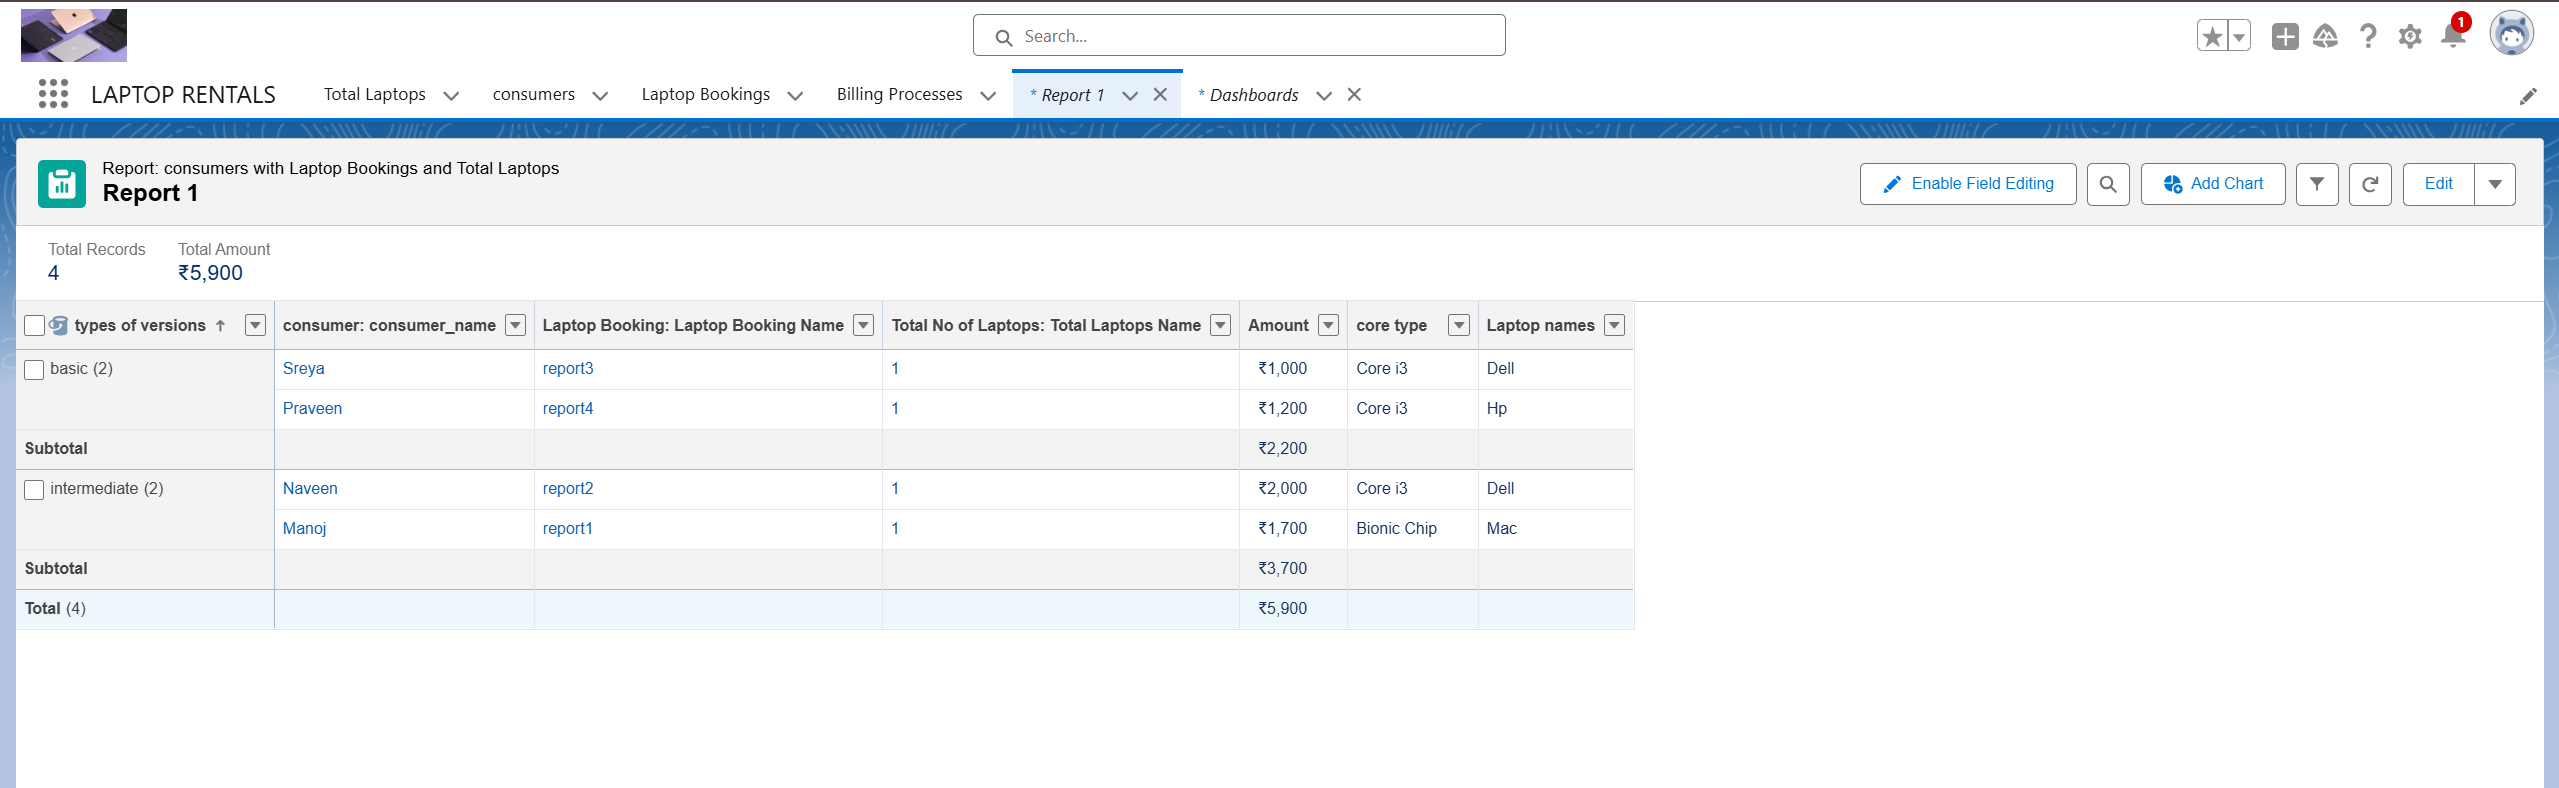 Search...
1
LAPTOP RENTALS
Total Laptops
consumers
Laptop Bookings
Billing Processes
* Report 1
* Dashboards
Report: consumers with Laptop Bookings and Total Laptops
Report 1
Enable Field Editing
Add Chart
Edit
Total Records Total Amount
4 ₹5,900
types of versions ↑ consumer: consumer_name Laptop Booking: Laptop Booking Name Total No of Laptops: Total Laptops Name Amount core type Laptop names
basic (2) Sreya report3 1 ₹1,000 Core i3 Dell
Praveen report4 1 ₹1,200 Core i3 Hp
Subtotal ₹2,200
intermediate (2) Naveen report2 1 ₹2,000 Core i3 Dell
Manoj report1 1 ₹1,700 Bionic Chip Mac
Subtotal ₹3,700
Total (4) ₹5,900